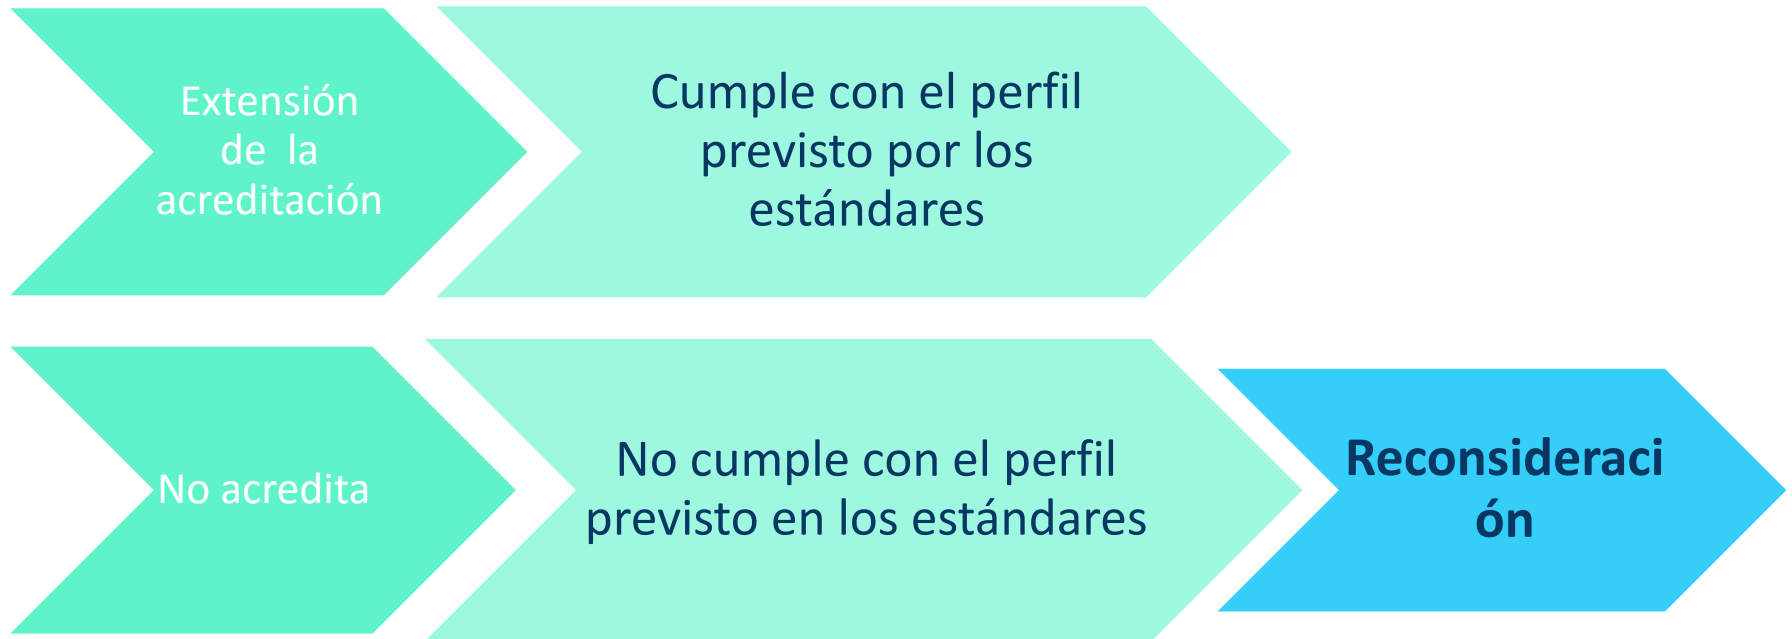 Extensión
de  la
acreditación
Cumple con el perfil
previsto por los
estándares
No acredita
No cumple con el perfil
previsto en los estándares
Reconsideraci
ón